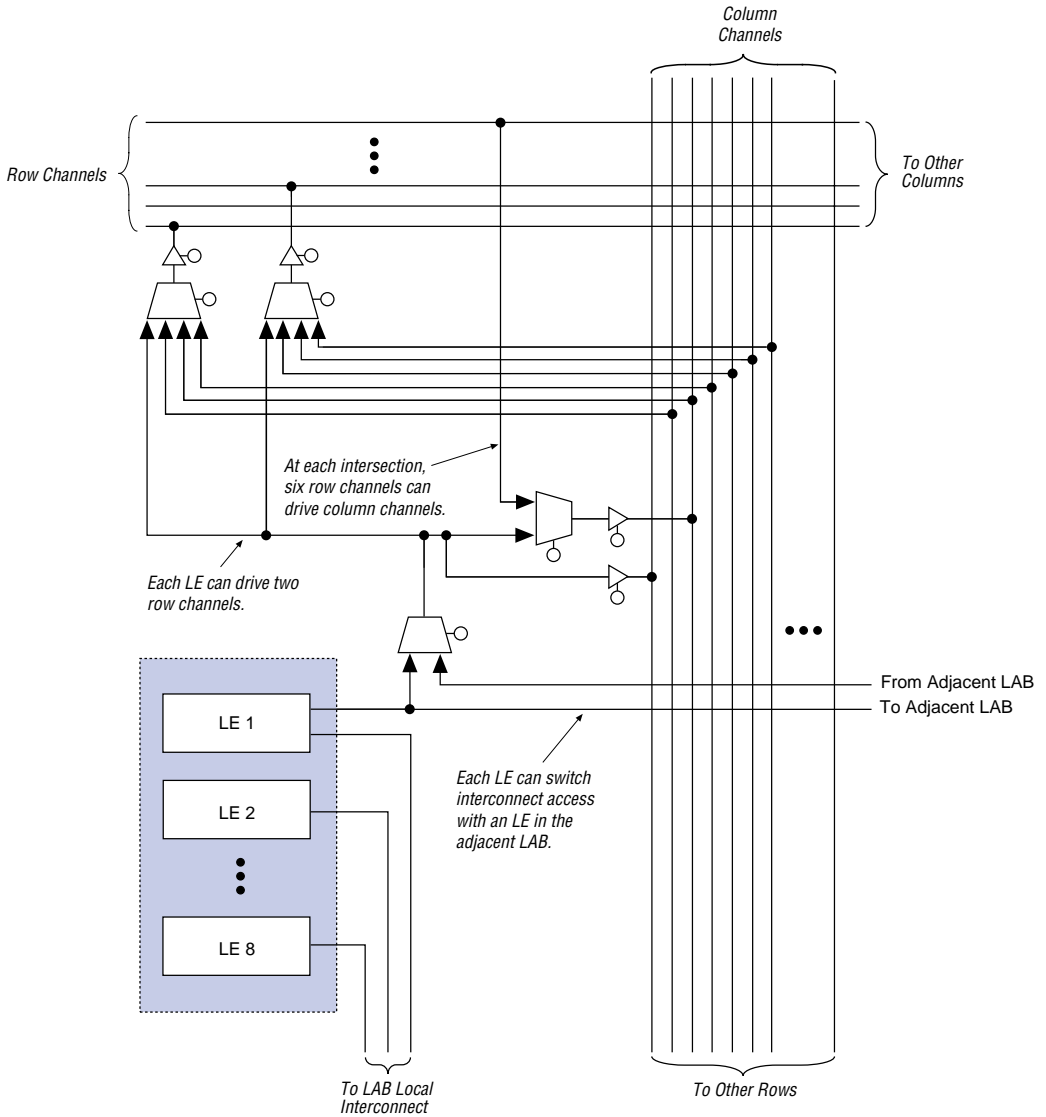 Column
Channels
Row Channels
To Other
Columns
At each intersection,
six row channels can
drive column channels.
Each LE can drive two
row channels.
From Adjacent LAB
To Adjacent LAB
LE 1
Each LE can switch
interconnect access
with an LE in the
adjacent LAB.
LE 2
LE 8
To LAB Local
Interconnect
To Other Rows